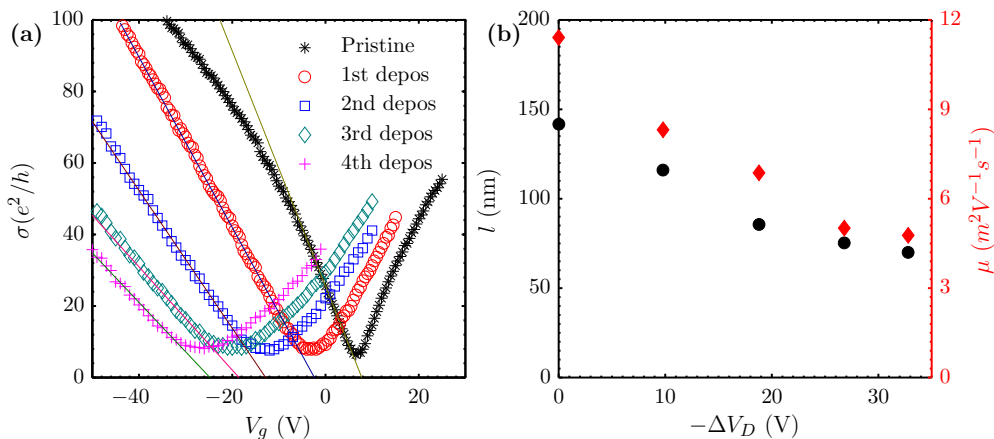 (a)
100
80
60
40
20
0
σ(e²/h)
−40 −20 0 20
V_g (V)
Pristine
1st depos
2nd depos
3rd depos
4th depos
(b)
200
150
100
50
0
l (nm)
0 10 20 30
−ΔV_D (V)
12
9
6
3
0
μ (m²V⁻¹s⁻¹)